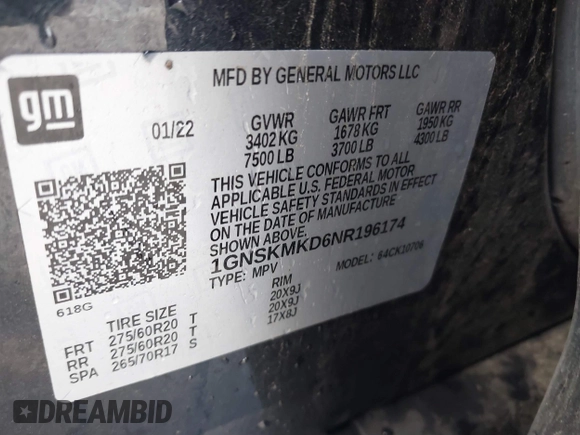 gm
MFD BY GENERAL MOTORS LLC
01/22
GVWR
3402 KG
7500 LB
GAWR FRT
1678 KG
3700 LB
GAWR RR
1950 KG
4300 LB
THIS VEHICLE CONFORMS TO ALL
APPLICABLE U.S. FEDERAL MOTOR
VEHICLE SAFETY STANDARDS IN EFFECT
ON THE DATE OF MANUFACTURE
SHOWN ABOVE.
1GNSKMKD6NR196174
TYPE: MPV
MODEL: 64CK10706
618G
TIRE SIZE
RIM
FRT 275/60R20 T 20X9J
RR 275/60R20 T 20X9J
SPA 265/70R17 S 17X8J
DREAMBID